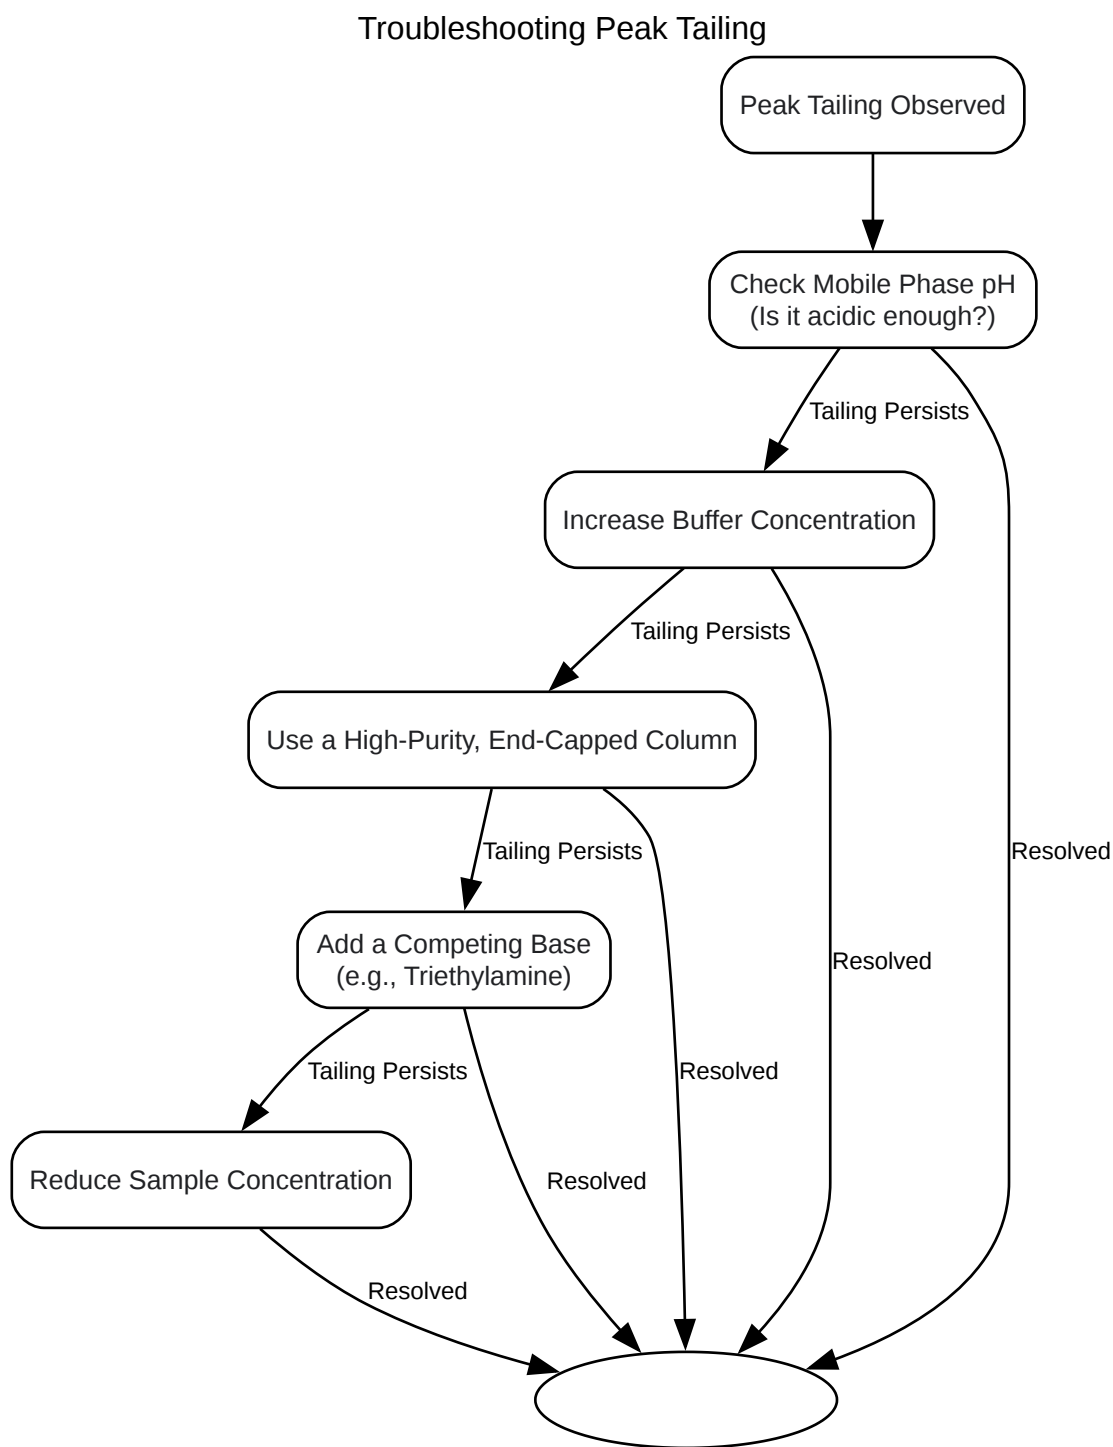 Troubleshooting Peak Tailing
Peak Tailing Observed
Check Mobile Phase pH
(Is it acidic enough?)
Tailing Persists
Increase Buffer Concentration
Tailing Persists
Use a High-Purity, End-Capped Column
Tailing Persists
Resolved
Add a Competing Base
(e.g., Triethylamine)
Resolved
Tailing Persists
Resolved
Reduce Sample Concentration
Resolved
Resolved